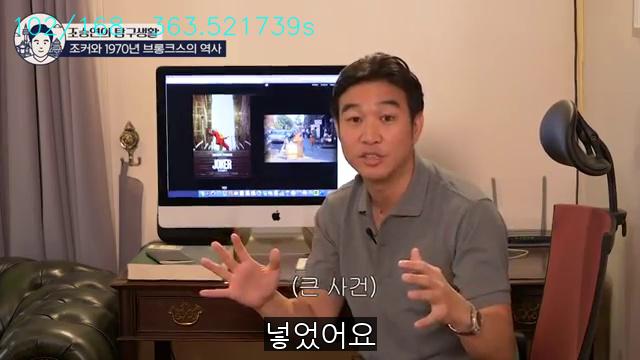 102/168, 363.521739s
조승연의 탐구생활
조커와 1970년 브롱크스의 역사
JOKER
(큰 사건)
넣었어요